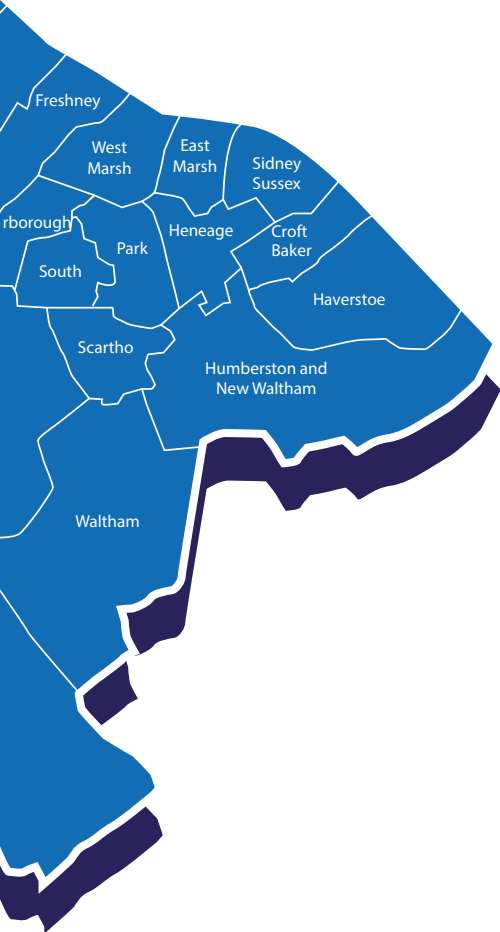 Freshney
West
Marsh
East
Marsh
Sidney
Sussex
rborough
Park
Heneage
Croft
Baker
South
Haverstoe
Scartho
Humberston and
New Waltham
Waltham